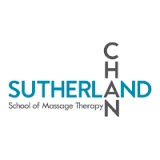 SUTHERLAND
CHAN
School of Massage Therapy